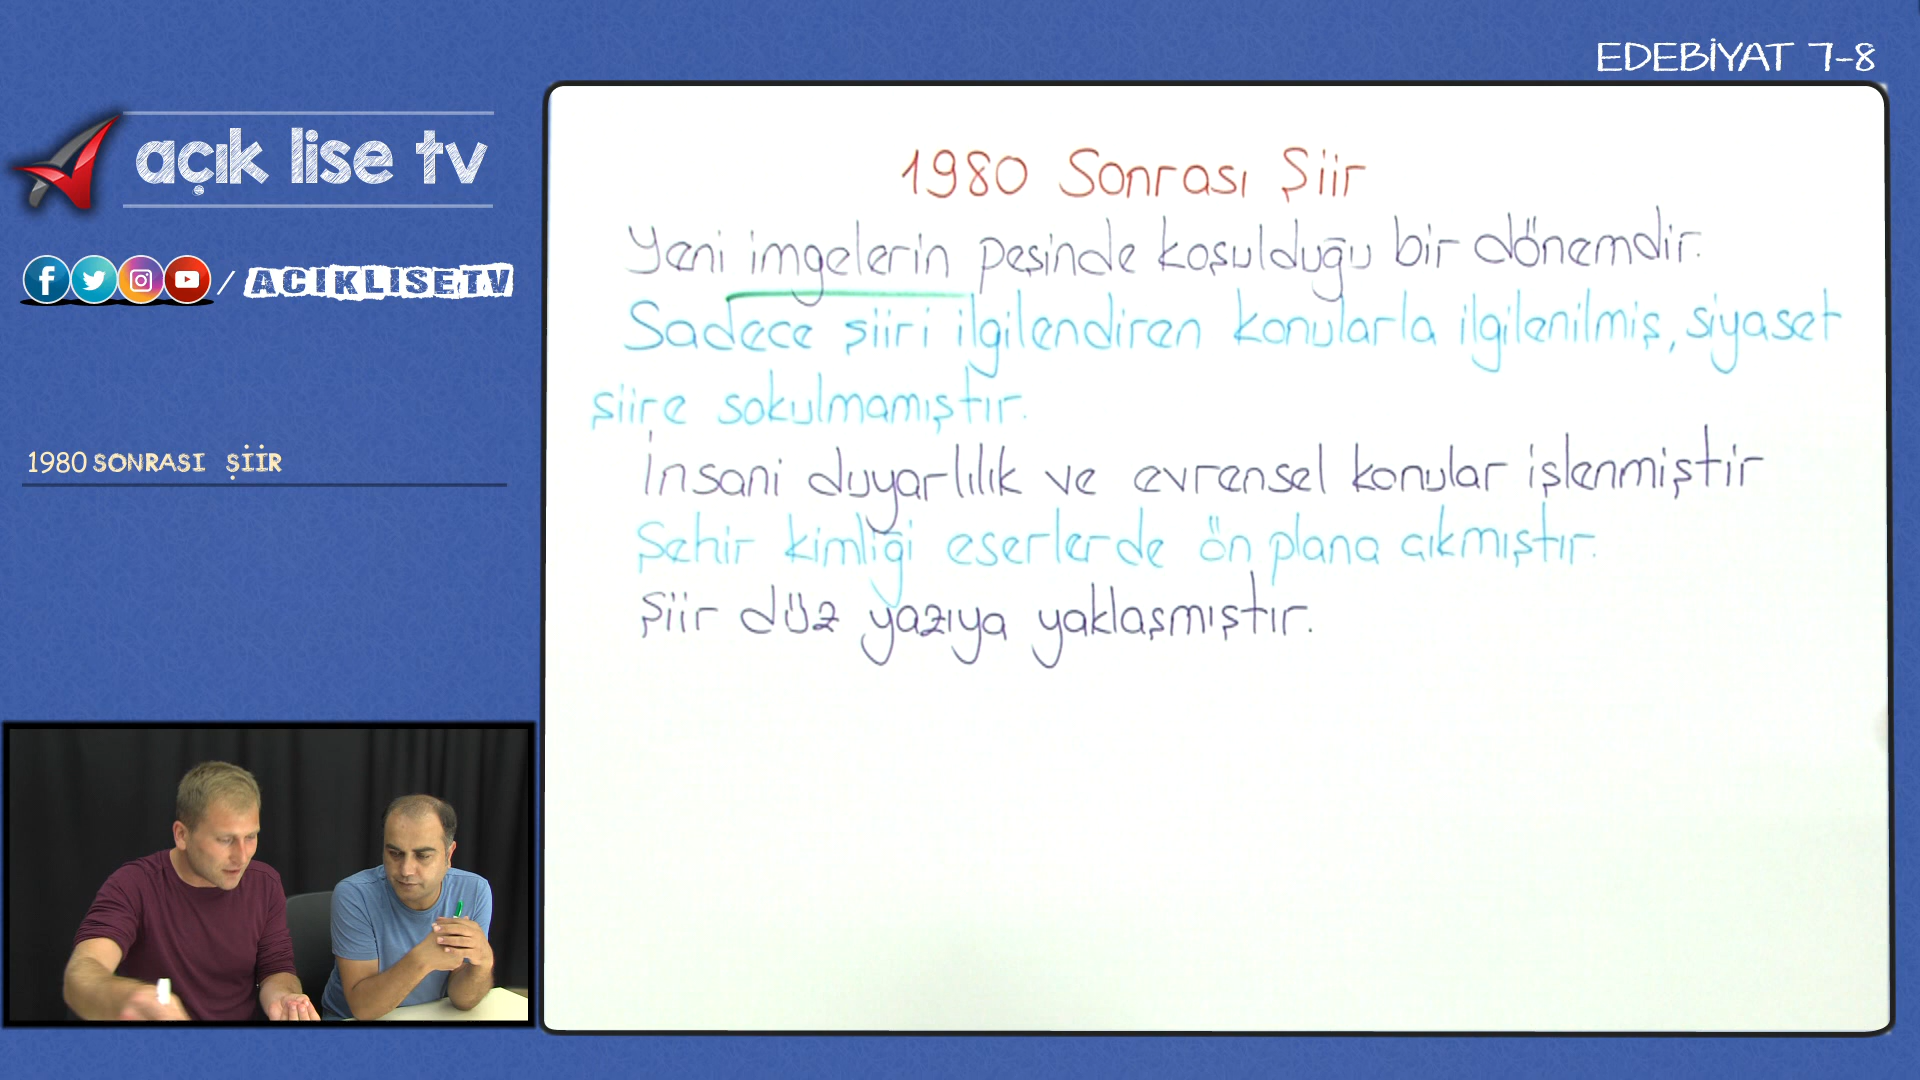 EDEBİYAT 7-8
açık lise tv
/ ACIKLISETV
1980 SONRASI ŞİİR
1980 Sonrası Şiir
Yeni imgelerin peşinde koşulduğu bir dönemdir.
Sadece şiiri ilgilendiren konularla ilgilenilmiş, siyaset
şiire sokulmamıştır.
İnsani duyarlılık ve evrensel konular işlenmiştir
Şehir kimliği eserlerde ön plana çıkmıştır.
Şiir düz yazıya yaklaşmıştır.